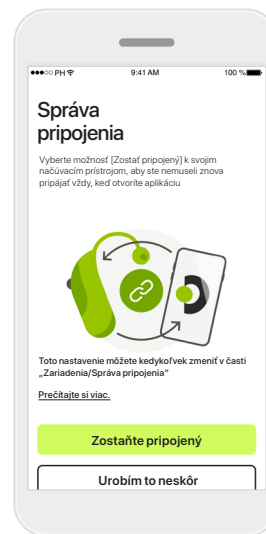 PH 9:41 AM 100 %
Správa
pripojenia
Vyberte možnosť [Zostať pripojený] k svojim
načúvacím prístrojom, aby ste nemuseli znova
pripájať vždy, keď otvoríte aplikáciu
Toto nastavenie môžete kedykoľvek zmeniť v časti
„Zariadenia/Správa pripojenia“
Prečítajte si viac.
Zostaňte pripojený
Urobím to neskôr